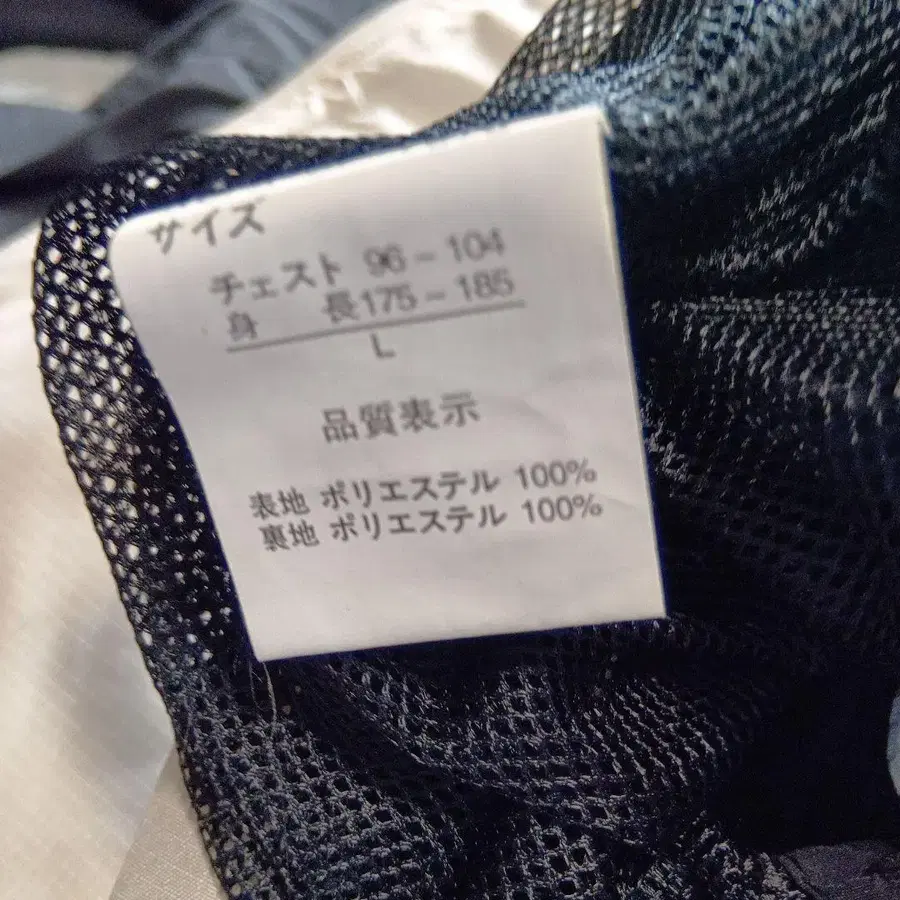 サイズ
チェスト 96-104
身 長175-185
L
品質表示
表地 ポリエステル 100%
裏地 ポリエステル 100%